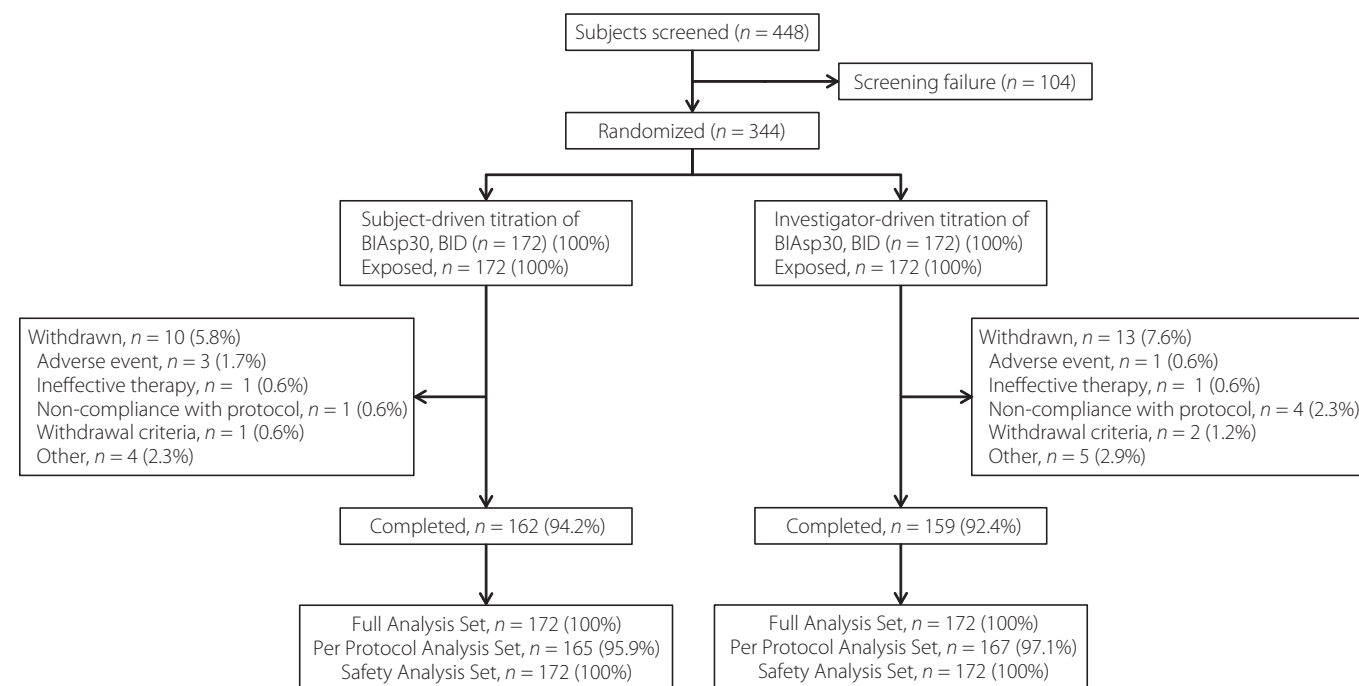 Subjects screened (n = 448)
Screening failure (n = 104)
Randomized (n = 344)
Subject-driven titration of
BIAsp30, BID (n = 172) (100%)
Exposed, n = 172 (100%)
Investigator-driven titration of
BIAsp30, BID (n = 172) (100%)
Exposed, n = 172 (100%)
Withdrawn, n = 10 (5.8%)
Adverse event, n = 3 (1.7%)
Ineffective therapy, n = 1 (0.6%)
Non-compliance with protocol, n = 1 (0.6%)
Withdrawal criteria, n = 1 (0.6%)
Other, n = 4 (2.3%)
Withdrawn, n = 13 (7.6%)
Adverse event, n = 1 (0.6%)
Ineffective therapy, n = 1 (0.6%)
Non-compliance with protocol, n = 4 (2.3%)
Withdrawal criteria, n = 2 (1.2%)
Other, n = 5 (2.9%)
Completed, n = 162 (94.2%)
Completed, n = 159 (92.4%)
Full Analysis Set, n = 172 (100%)
Per Protocol Analysis Set, n = 165 (95.9%)
Safety Analysis Set, n = 172 (100%)
Full Analysis Set, n = 172 (100%)
Per Protocol Analysis Set, n = 167 (97.1%)
Safety Analysis Set, n = 172 (100%)